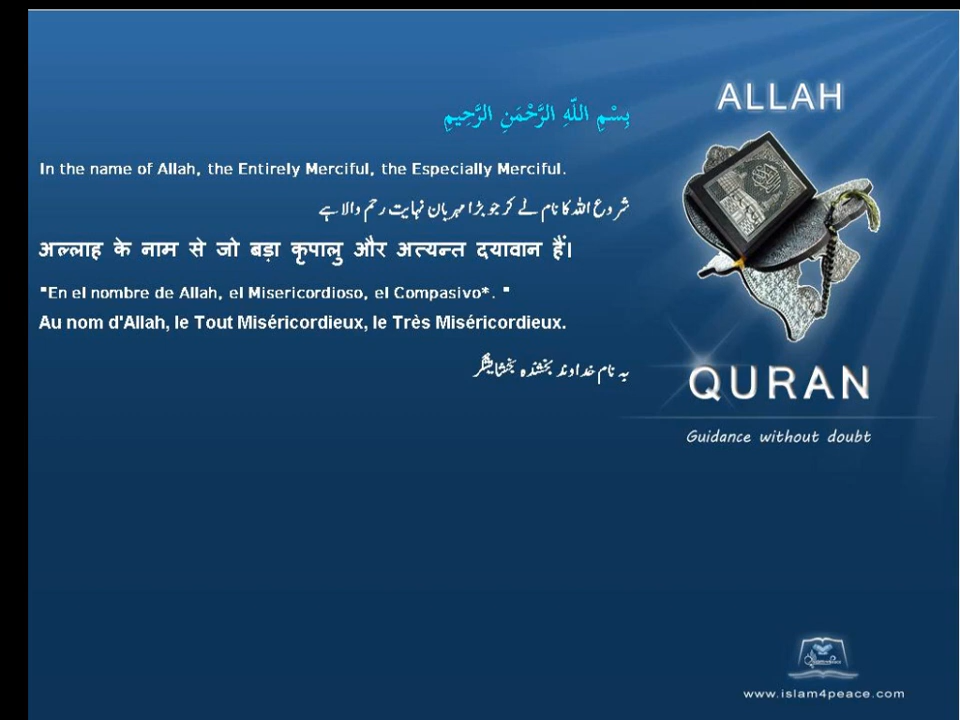 بِسْمِ اللّهِ الرَّحْمَنِ الرَّحِيمِ
In the name of Allah, the Entirely Merciful, the Especially Merciful.
شروع الله کا نام لے کر جو بڑا مہربان نہایت رحم والا ہے
अल्लाह के नाम से जो बड़ा कृपालु और अत्यन्त दयावान हैं।
"En el nombre de Allah, el Misericordioso, el Compasivo*. "
Au nom d'Allah, le Tout Miséricordieux, le Très Miséricordieux.
به نام خداوند بخشنده بخشایشگر
ALLAH
QURAN
Guidance without doubt
www.islam4peace.com